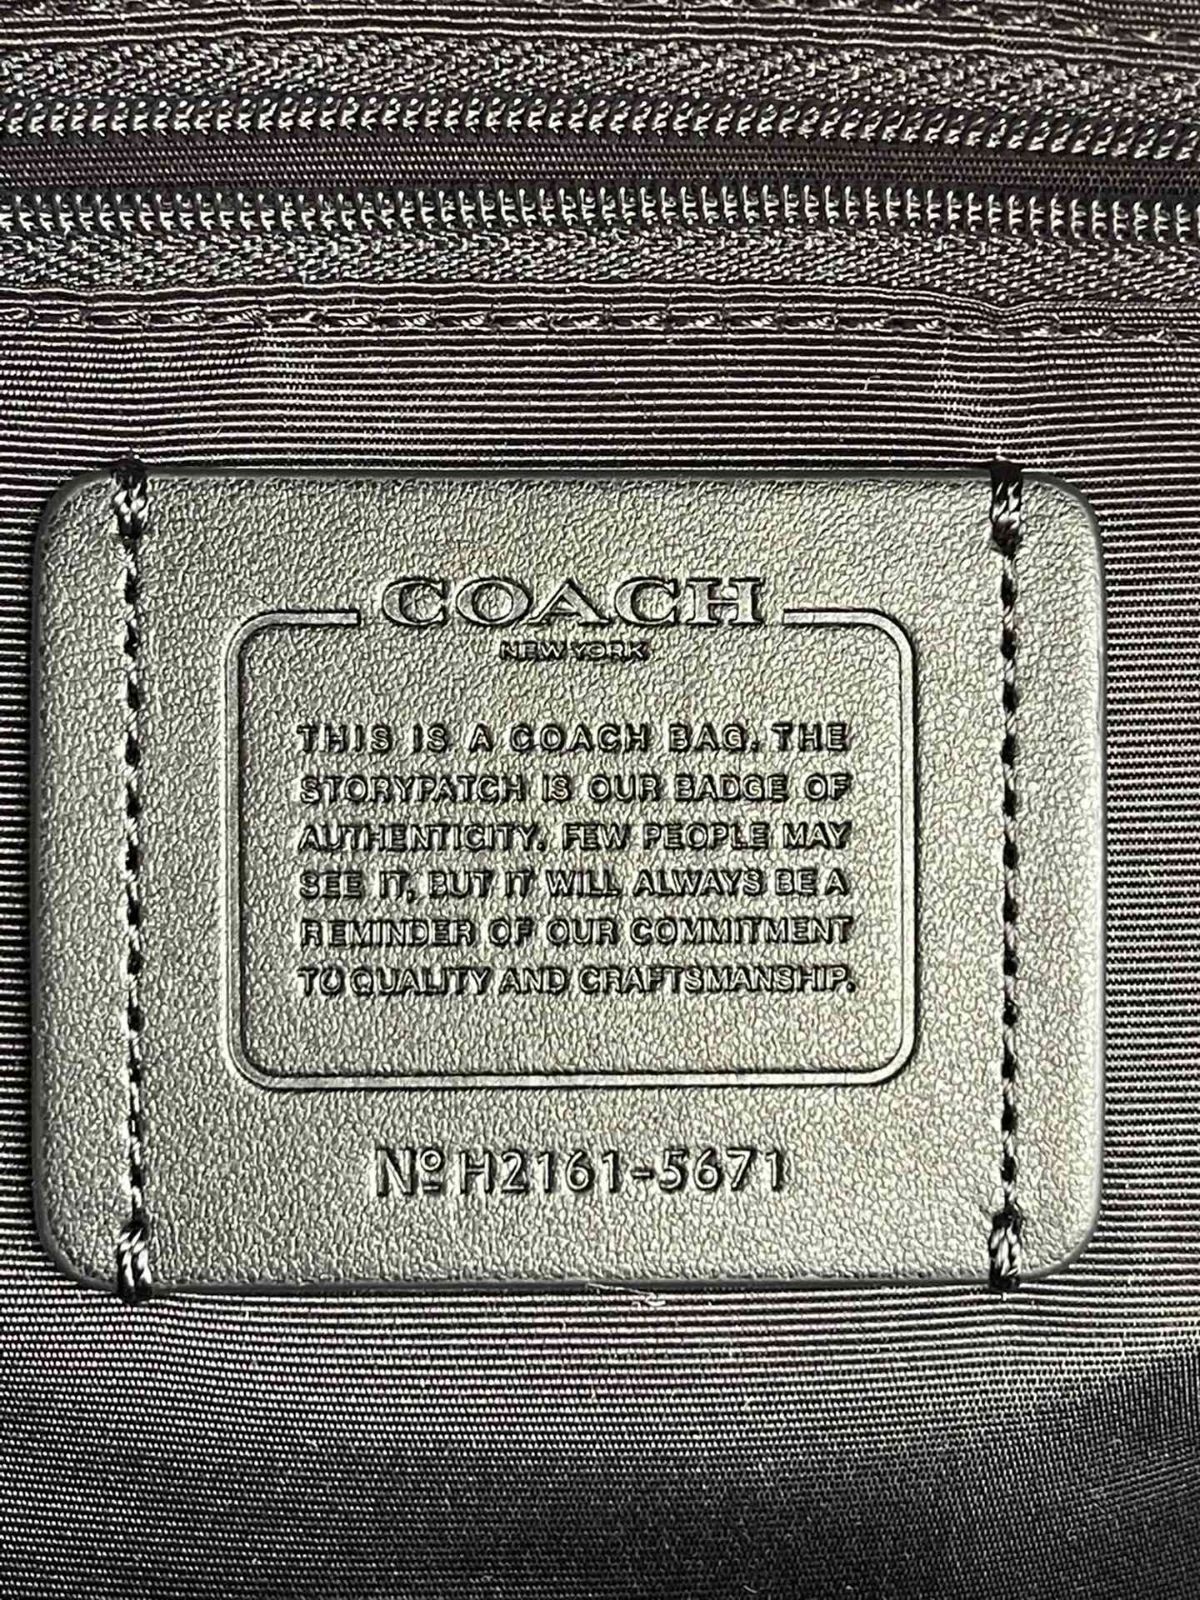 COACH
NEW YORK
THIS IS A COACH BAG. THE
STORYPATCH IS OUR BADGE OF
AUTHENTICITY. FEW PEOPLE MAY
SEE IT, BUT IT WILL ALWAYS BE A
REMINDER OF OUR COMMITMENT
TO QUALITY AND CRAFTSMANSHIP.
Nº H2161-5671